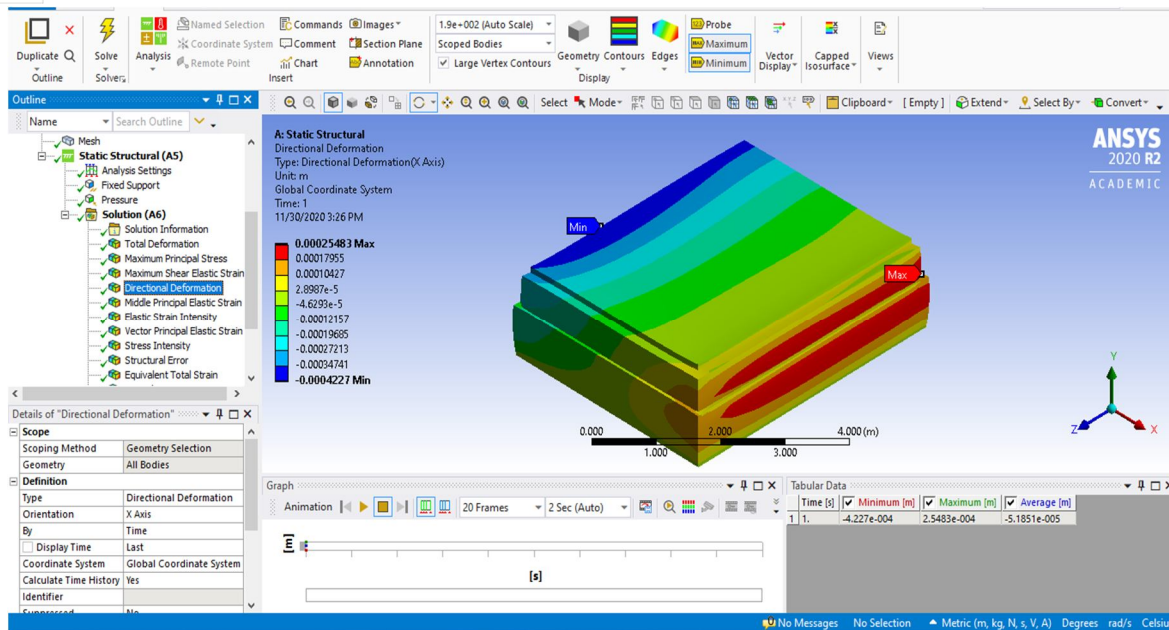 Duplicate
Outline
Solve
Solver
Analysis
Named Selection
Coordinate System
Remote Point
Commands
Comment
Chart
Images
Section Plane
Annotation
Insert
1.9e+002 (Auto Scale)
Scoped Bodies
Large Vertex Contours
Geometry
Contours
Edges
Display
Probe
Maximum
Minimum
Vector
Display
Capped
Isosurface
Views
Outline
Name
Search Outline
Mesh
Static Structural (A5)
Analysis Settings
Fixed Support
Pressure
Solution (A6)
Solution Information
Total Deformation
Maximum Principal Stress
Maximum Shear Elastic Strain
Directional Deformation
Middle Principal Elastic Strain
Elastic Strain Intensity
Vector Principal Elastic Strain
Stress Intensity
Structural Error
Equivalent Total Strain
Select Mode
Clipboard
[ Empty ]
Extend
Select By
Convert
A: Static Structural
Directional Deformation
Type: Directional Deformation(X Axis)
Unit: m
Global Coordinate System
Time: 1
11/30/2020 3:26 PM
0.00025483 Max
0.00017955
0.00010427
2.8987e-5
-4.6293e-5
-0.00012157
-0.00019685
-0.00027213
-0.00034741
-0.0004227 Min
Min
Max
ANSYS
2020 R2
ACADEMIC
0.000 2.000 4.000 (m)
1.000 3.000
Y
Z X
Details of "Directional Deformation"
Scope
Scoping Method Geometry Selection
Geometry All Bodies
Definition
Type Directional Deformation
Orientation X Axis
By Time
Display Time Last
Coordinate System Global Coordinate System
Calculate Time History Yes
Identifier
Suppressed No
Graph
Animation 20 Frames 2 Sec (Auto)
[m]
[s]
Tabular Data
Time [s] Minimum [m] Maximum [m] Average [m]
1 1. -4.227e-004 2.5483e-004 -5.1851e-005
No Messages No Selection Metric (m, kg, N, s, V, A) Degrees rad/s Celsiu